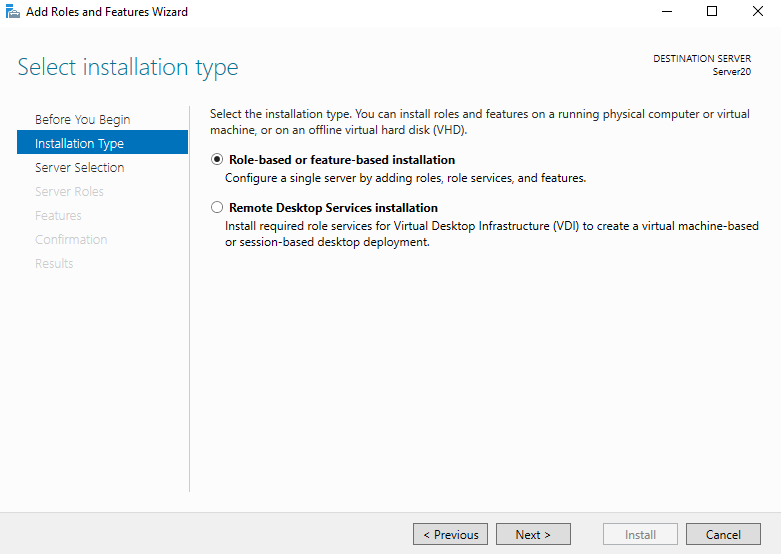 Add Roles and Features Wizard
Select installation type
DESTINATION SERVER
Server20
Before You Begin
Installation Type
Server Selection
Server Roles
Features
Confirmation
Results
Select the installation type. You can install roles and features on a running physical computer or virtual
machine, or on an offline virtual hard disk (VHD).
Role-based or feature-based installation
Configure a single server by adding roles, role services, and features.
Remote Desktop Services installation
Install required role services for Virtual Desktop Infrastructure (VDI) to create a virtual machine-based
or session-based desktop deployment.
< Previous
Next >
Install
Cancel